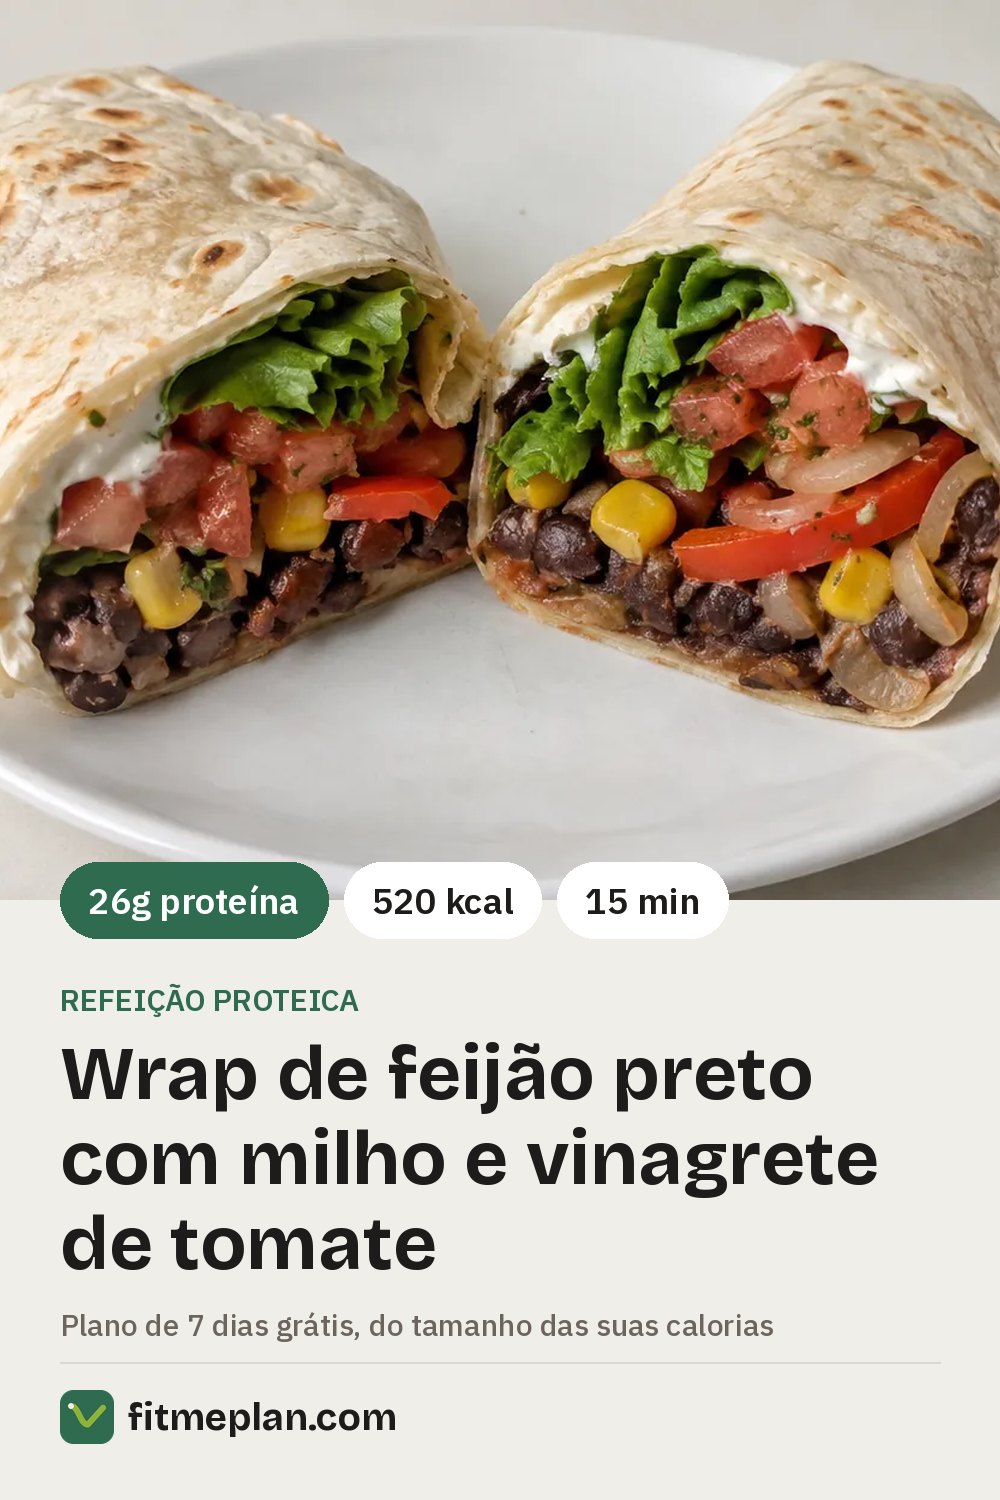 26g proteína
520 kcal
15 min
REFEIÇÃO PROTEICA
Wrap de feijão preto
com milho e vinagrete
de tomate
Plano de 7 dias grátis, do tamanho das suas calorias
fitmeplan.com